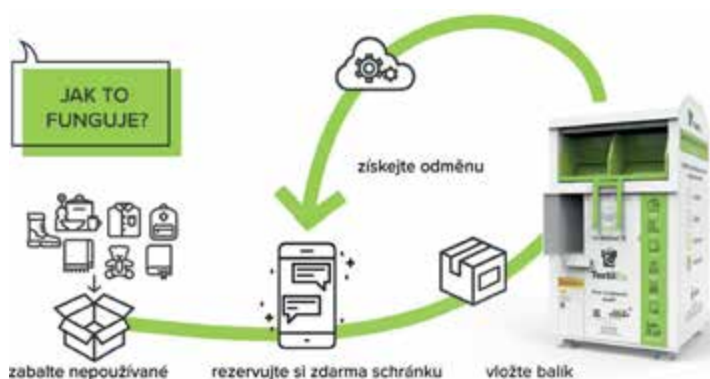 JAK TO
FUNGUJE?
získejte odměnu
zabalte nepoužívané
rezervujte si zdarma schránku
vložte balík